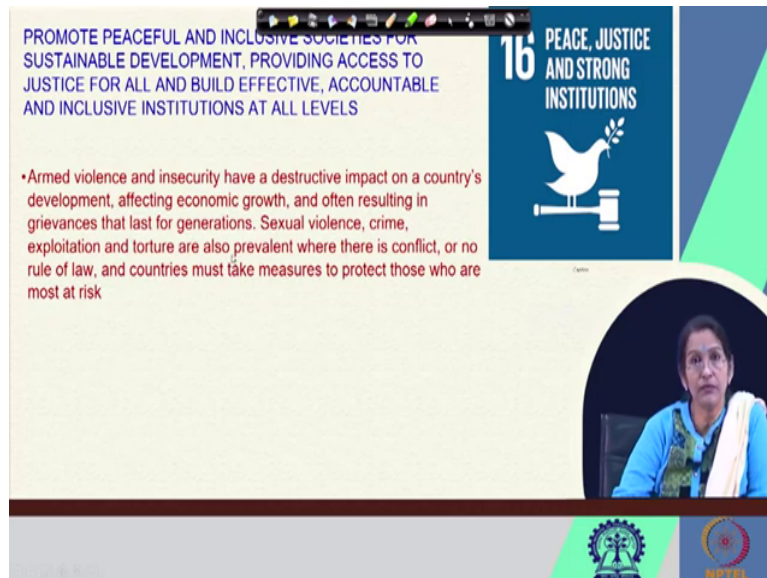 PROMOTE PEACEFUL AND INCLUSIVE SOCIETIES FOR
SUSTAINABLE DEVELOPMENT, PROVIDING ACCESS TO
JUSTICE FOR ALL AND BUILD EFFECTIVE, ACCOUNTABLE
AND INCLUSIVE INSTITUTIONS AT ALL LEVELS
16 PEACE, JUSTICE
AND STRONG
INSTITUTIONS
•Armed violence and insecurity have a destructive impact on a country's
development, affecting economic growth, and often resulting in
grievances that last for generations. Sexual violence, crime,
exploitation and torture are also prevalent where there is conflict, or no
rule of law, and countries must take measures to protect those who are
most at risk
NPTEL